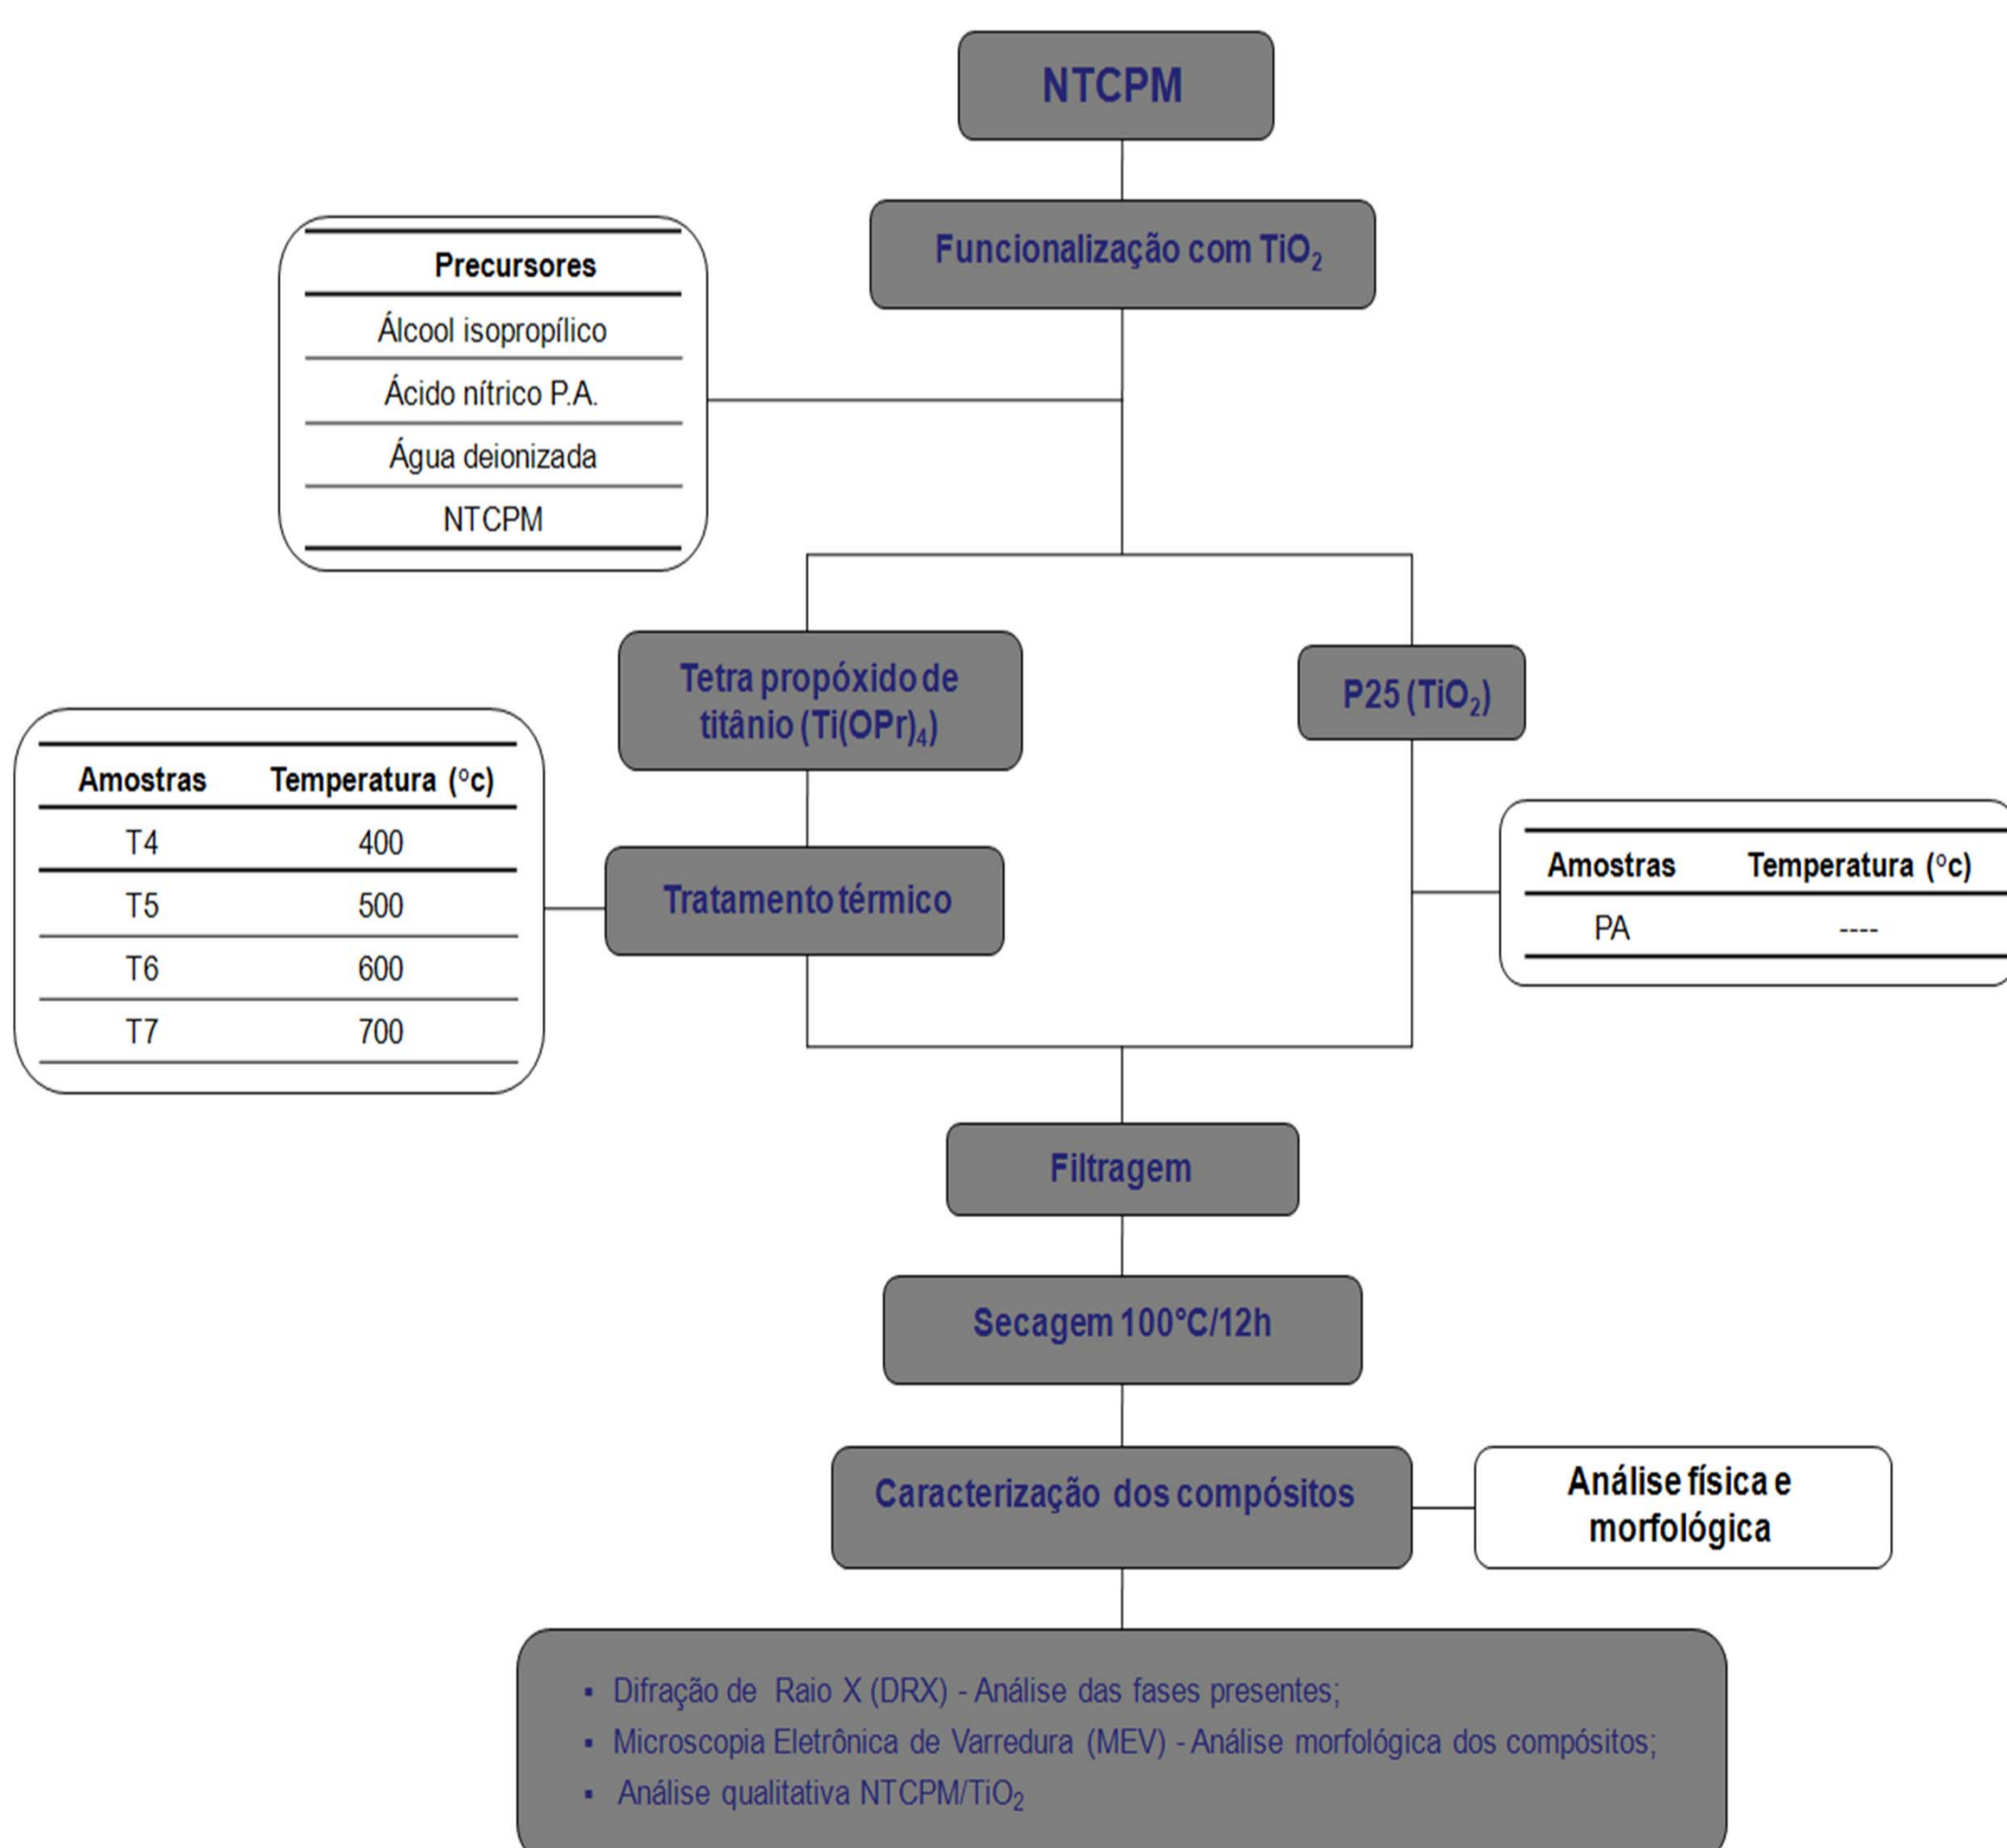 NTCPM
Funcionalização com TiO₂
Precursores
Álcool isopropílico
Ácido nítrico P.A.
Água deionizada
NTCPM
Tetra propóxido de
titânio (Ti(OPr)₄)
P25 (TiO₂)
Amostras Temperatura (°c)
T4 400
T5 500
T6 600
T7 700
Tratamento térmico
Amostras Temperatura (°c)
PA ----
Filtragem
Secagem 100°C/12h
Caracterização dos compósitos
Análise física e
morfológica
▪ Difração de Raio X (DRX) - Análise das fases presentes;
▪ Microscopia Eletrônica de Varredura (MEV) - Análise morfológica dos compósitos;
▪ Análise qualitativa NTCPM/TiO₂